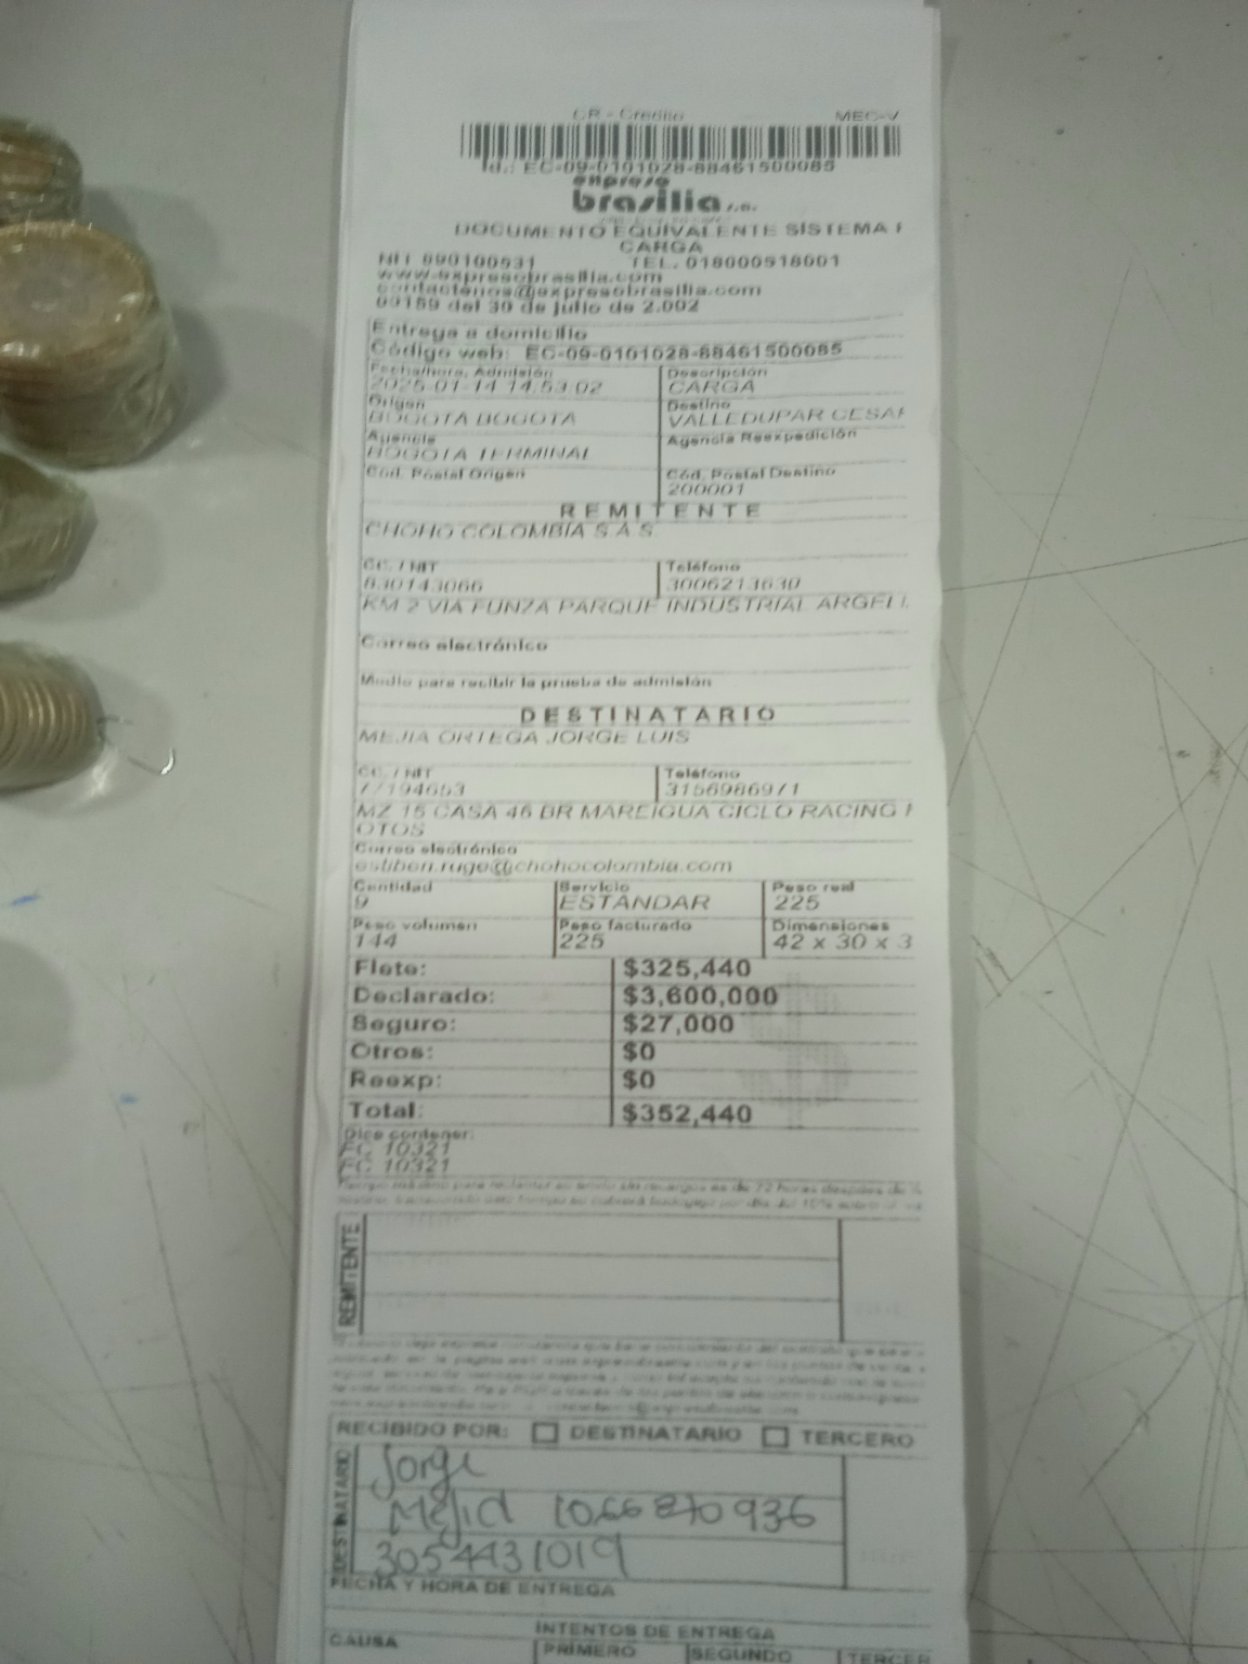 CR - Credito MEC-V
Id.: EC-09-0101028-88461500085
expreso
brasilia s.a.
DOCUMENTO EQUIVALENTE SISTEMA
CARGA
NIT 890100531 TEL. 018000518001
www.expresobrasilia.com
contactenos@expresobrasilia.com
09189 del 30 de julio de 2.002
Entrega a domicilio
Código web: EC-09-0101028-88461500085
Fecha/hora, Admisión Descripción
2025-01-14 14:53:02 CARGA
Origen Destino
BOGOTA BOGOTA VALLEDUPAR CESAR
Agencia Agencia Reexpedición
BOGOTA TERMINAL
Cód. Postal Origen Cód. Postal Destino
200001
REMITENTE
CHOHO COLOMBIA S.A.S.
CC. / NIT Teléfono
830143066 3006213630
KM 2 VIA FUNZA PARQUE INDUSTRIAL ARGELI
Correo electrónico
Medio para recibir la prueba de admisión
DESTINATARIO
MEJIA ORTEGA JORGE LUIS
CC. / NIT Teléfono
77194653 3156986971
MZ 15 CASA 46 BR MAREIGUA CICLO RACING M
OTOS
Correo electrónico
estiben.ruge@chohocolombia.com
Cantidad Servicio Peso real
9 ESTANDAR 225
Peso volumen Peso facturado Dimensiones
144 225 42 x 30 x 3
Flete: $325,440
Declarado: $3,600,000
Seguro: $27,000
Otros: $0
Reexp: $0
Total: $352,440
Dice contener:
10321
10321
REMITENTE
RECIBIDO POR: DESTINATARIO TERCERO
DESTINATARIO
Jorge
Mejia 1066870936
3054431019
FECHA Y HORA DE ENTREGA
INTENTOS DE ENTREGA
CAUSA PRIMERO SEGUNDO TERCER